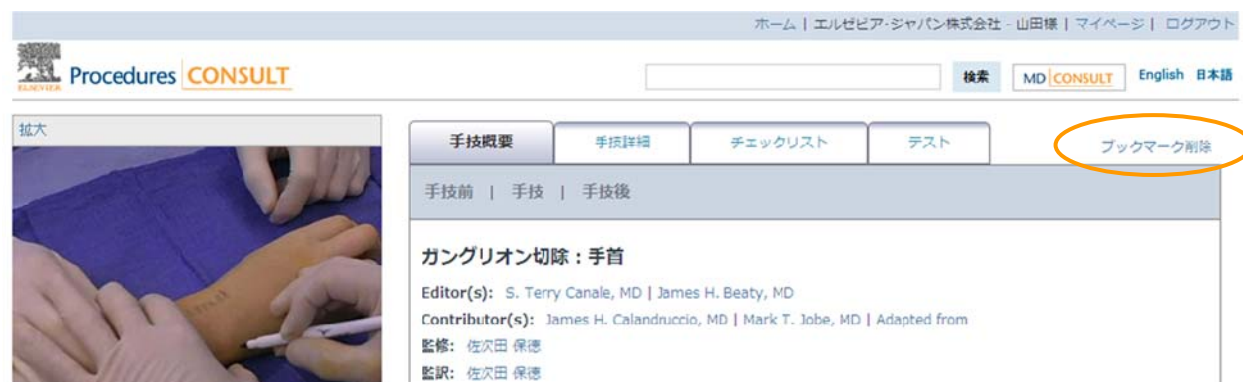 ホーム | エルゼビア・ジャパン株式会社 - 山田様 | マイページ | ログアウト
ELSEVIER
Procedures CONSULT
検索
MD CONSULT
English 日本語
拡大
手技概要 手技詳細 チェックリスト テスト
ブックマーク削除
手技前 | 手技 | 手技後
ガングリオン切除：手首
Editor(s): S. Terry Canale, MD | James H. Beaty, MD
Contributor(s): James H. Calandruccio, MD | Mark T. Jobe, MD | Adapted from
監修: 佐次田 保徳
監訳: 佐次田 保徳